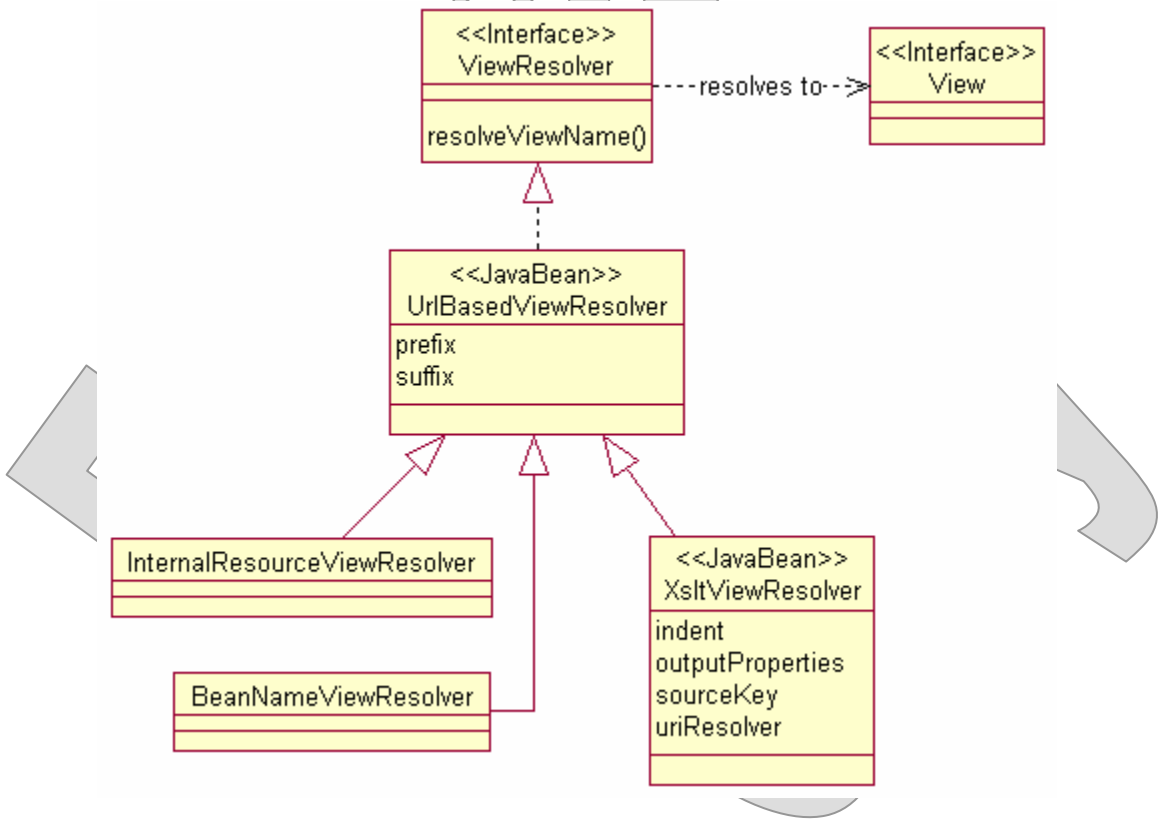 <<Interface>>
ViewResolver
resolveViewName()
resolves to
<<Interface>>
View
<<JavaBean>>
UrlBasedViewResolver
prefix
suffix
InternalResourceViewResolver
BeanNameViewResolver
<<JavaBean>>
XsltViewResolver
indent
outputProperties
sourceKey
uriResolver